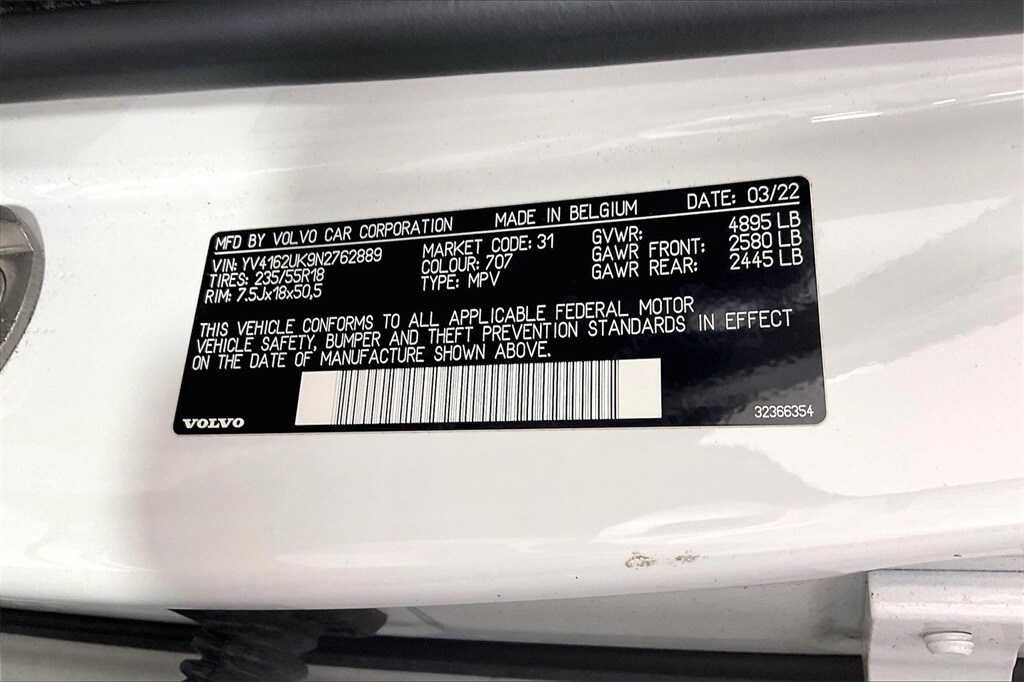 MFD BY VOLVO CAR CORPORATION MADE IN BELGIUM DATE: 03/22
VIN: YV4162UK9N2762889 MARKET CODE: 31 GVWR: 4895 LB
TIRES: 235/55R18 COLOUR: 707 GAWR FRONT: 2580 LB
RIM: 7.5Jx18x50,5 TYPE: MPV GAWR REAR: 2445 LB
THIS VEHICLE CONFORMS TO ALL APPLICABLE FEDERAL MOTOR
VEHICLE SAFETY, BUMPER AND THEFT PREVENTION STANDARDS IN EFFECT
ON THE DATE OF MANUFACTURE SHOWN ABOVE.
VOLVO 32366354